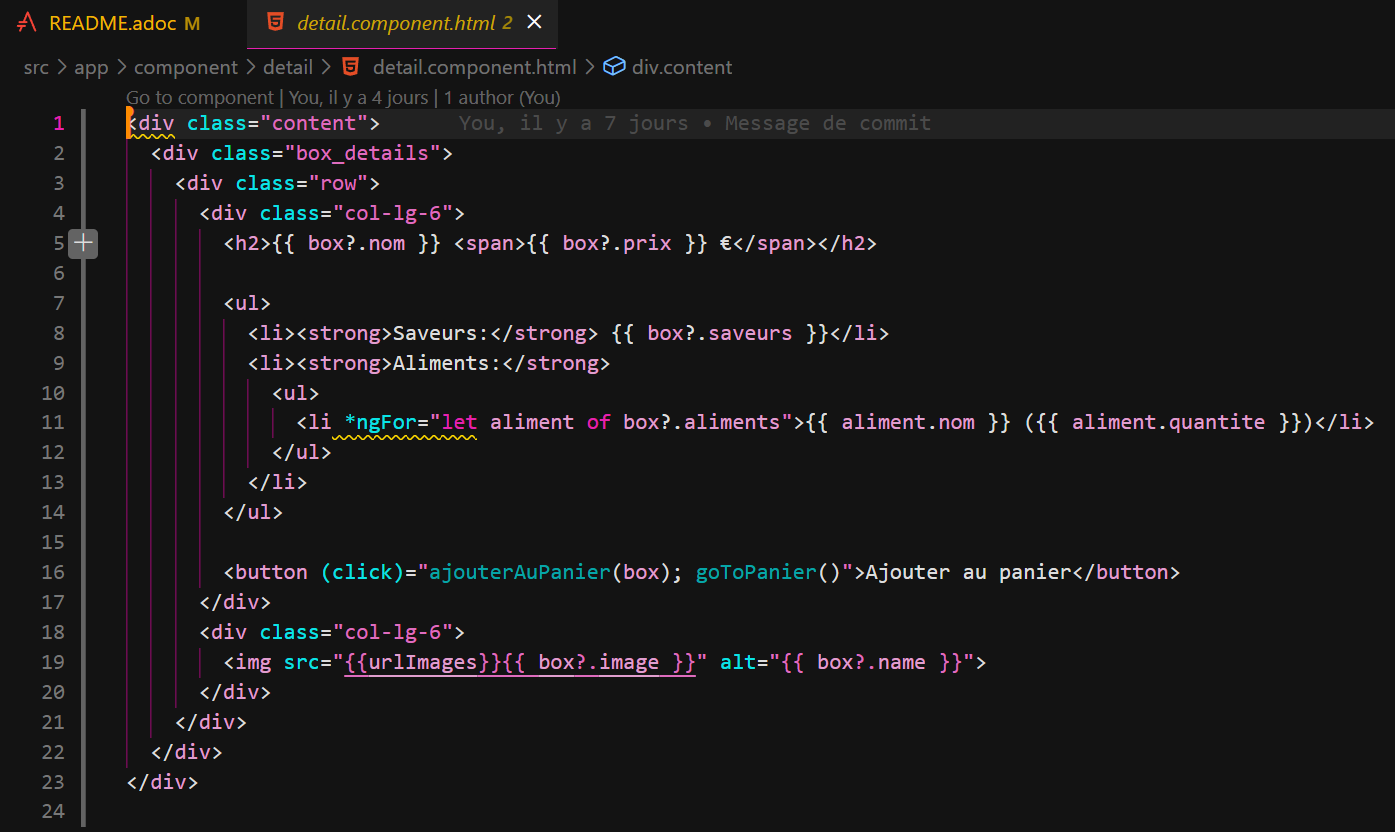 README.adoc M detail.component.html 2
src > app > component > detail > detail.component.html > div.content
Go to component | You, il y a 4 jours | 1 author (You)
1 <div class="content"> You, il y a 7 jours • Message de commit
2 <div class="box_details">
3 <div class="row">
4 <div class="col-lg-6">
5 <h2>{{ box?.nom }} <span>{{ box?.prix }} €</span></h2>
6
7 <ul>
8 <li><strong>Saveurs:</strong> {{ box?.saveurs }}</li>
9 <li><strong>Aliments:</strong>
10 <ul>
11 <li *ngFor="let aliment of box?.aliments">{{ aliment.nom }} ({{ aliment.quantite }})</li>
12 </ul>
13 </li>
14 </ul>
15
16 <button (click)="ajouterAuPanier(box); goToPanier()">Ajouter au panier</button>
17 </div>
18 <div class="col-lg-6">
19 <img src="{{urlImages}}{{ box?.image }}" alt="{{ box?.name }}">
20 </div>
21 </div>
22 </div>
23 </div>
24